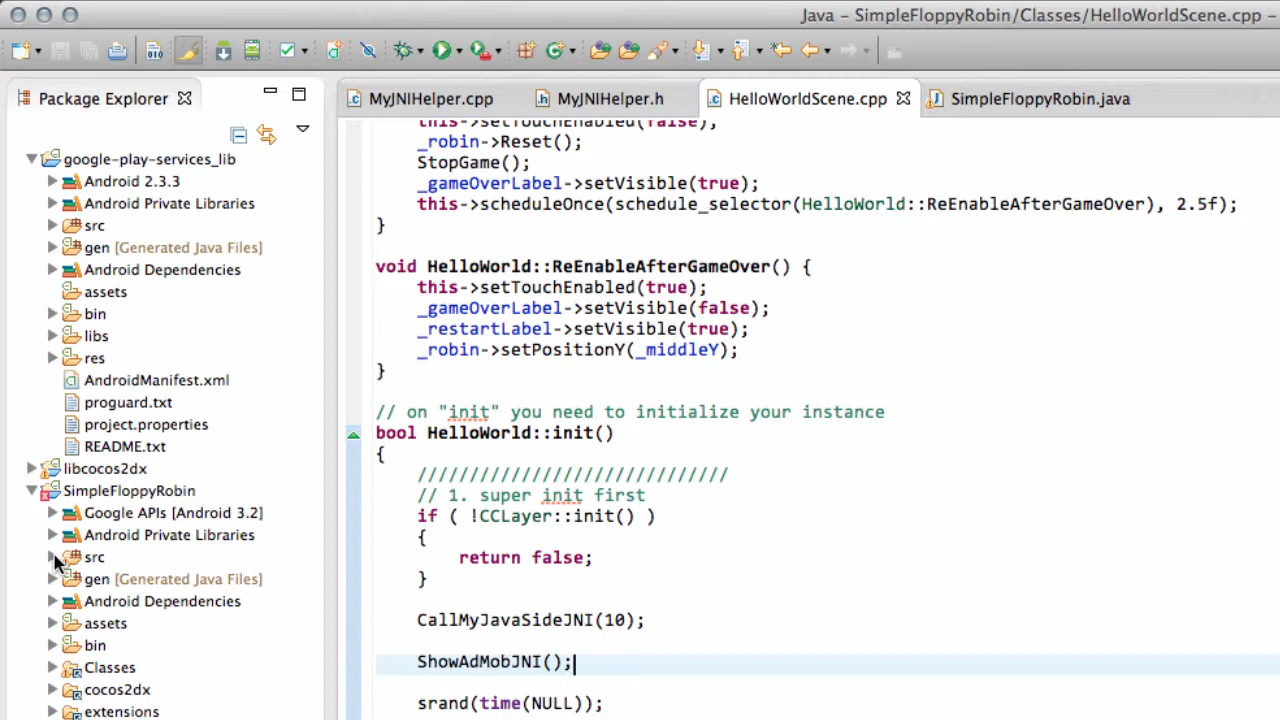 Java – SimpleFloppyRobin/Classes/HelloWorldScene.cpp –
Package Explorer
MyJNIHelper.cpp
MyJNIHelper.h
HelloWorldScene.cpp
SimpleFloppyRobin.java
google-play-services_lib
Android 2.3.3
Android Private Libraries
src
gen [Generated Java Files]
Android Dependencies
assets
bin
libs
res
AndroidManifest.xml
proguard.txt
project.properties
README.txt
libcocos2dx
SimpleFloppyRobin
Google APIs [Android 3.2]
Android Private Libraries
src
gen [Generated Java Files]
Android Dependencies
assets
bin
Classes
cocos2dx
extensions
this->setTouchEnabled(false);
_robin->Reset();
StopGame();
_gameOverLabel->setVisible(true);
this->scheduleOnce(schedule_selector(HelloWorld::ReEnableAfterGameOver), 2.5f);
}
void HelloWorld::ReEnableAfterGameOver() {
this->setTouchEnabled(true);
_gameOverLabel->setVisible(false);
_restartLabel->setVisible(true);
_robin->setPositionY(_middleY);
}
// on "init" you need to initialize your instance
bool HelloWorld::init()
{
//////////////////////////////
// 1. super init first
if ( !CCLayer::init() )
{
return false;
}
CallMyJavaSideJNI(10);
ShowAdMobJNI();
srand(time(NULL));